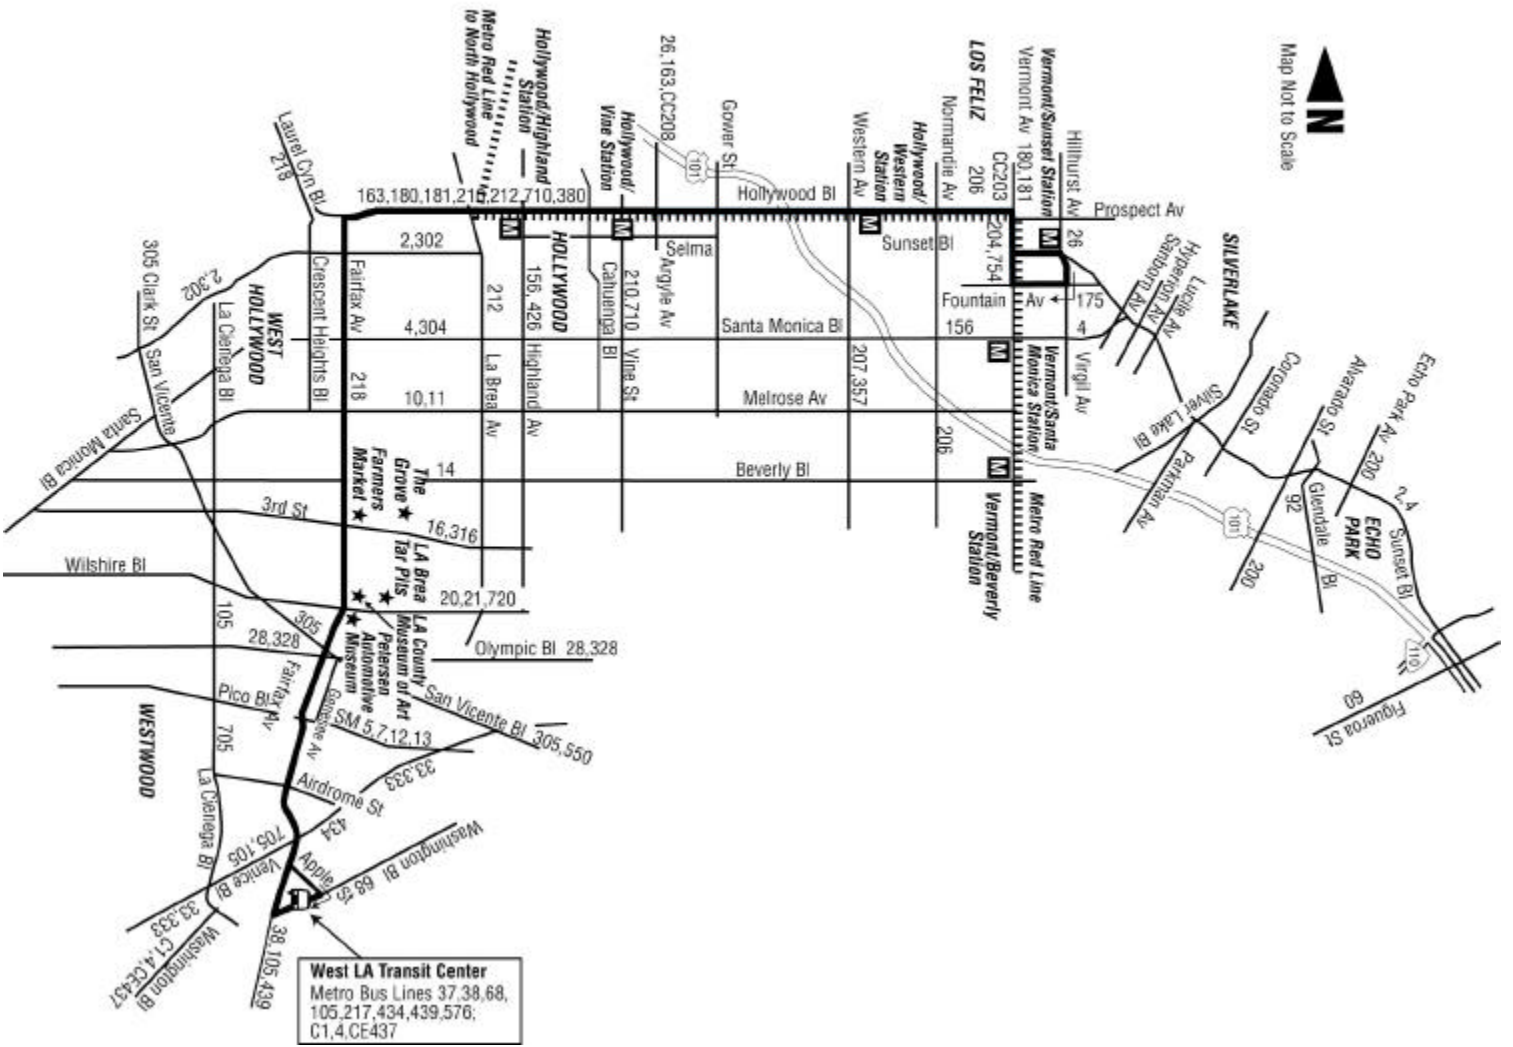 N
Map Not to Scale
Metro Red Line
to North Hollywood
Hollywood/Highland
Station
26,163,CC208
Hollywood/
Vine Station
Gower St
101
Western Av
Hollywood/
Western
Station
Normandie Av
LOS FELIZ
CC203
206
Vermont Av 180,181
Vermont/Sunset Station
Hillhurst Av 26
Prospect Av
SILVERLAKE
Laurel Cyn Bl
218
163,180,181,217,212,710,380
Hollywood Bl
M
M
M
M
HOLLYWOOD
Selma
Sunset Bl
204,754
Sanborn Av
Hyperion Av
Lucile Av
305 Clark St
2,302
2,302
Crescent Heights Bl
Fairfax Av
212
156, 426
Cahuenga Bl
210,710
Argyle Av
Fountain Av
175
La Cienega Bl
WEST
HOLLYWOOD
4,304
Santa Monica Bl
156
4
M
Vermont/Santa
Monica Station
San Vicente
218
La Brea Av
Highland Av
Vine St
207,357
Virgil Av
Silver Lake Bl
Coronado St
Alvarado St
Echo Park Av 200
Santa Monica Bl
10,11
Melrose Av
206
14
Beverly Bl
M
Vermont/Beverly
Station
Metro Red Line
Parkman Av
101
200
92
Glendale Bl
ECHO
PARK
2,4
Sunset Bl
The
Grove
Farmers
Market
3rd St
16,316
LA Brea
Tar Pits
Wilshire Bl
20,21,720
105
305
28,328
LA County
Museum of Art
Petersen
Automotive
Museum
Olympic Bl 28,328
110
60
Figueroa St
Pico Bl
Fairfax Av
Genesee Av
SM 5,7,12,13
San Vicente Bl 305,550
WESTWOOD
705
33,333
La Cienega Bl
Airdrome St
434
705,105
Venice Bl
Apple St
68
Washington Bl
33,333
C1,4,CE437
Washington Bl
38,105,439
West LA Transit Center
Metro Bus Lines 37,38,68,
105,217,434,439,576;
C1,4,CE437